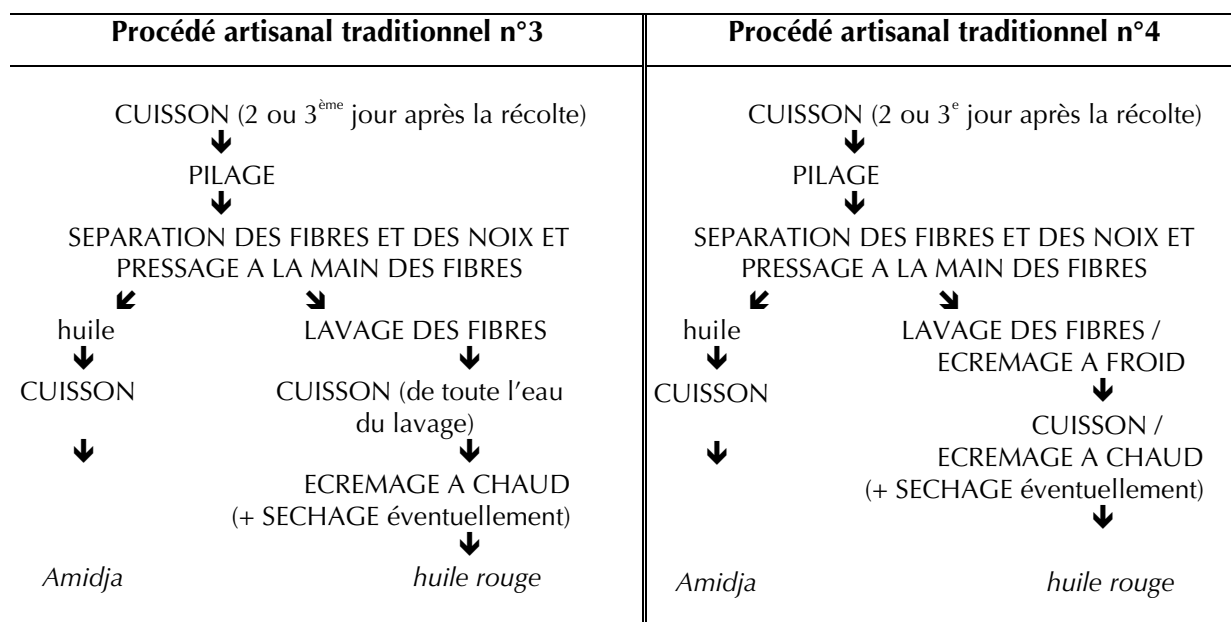 Procédé artisanal traditionnel n°3
CUISSON (2 ou 3ème jour après la récolte)
PILAGE
SEPARATION DES FIBRES ET DES NOIX ET
PRESSAGE A LA MAIN DES FIBRES
huile
LAVAGE DES FIBRES
CUISSON
CUISSON (de toute l'eau
du lavage)
ECREMAGE A CHAUD
(+ SECHAGE éventuellement)
Amidja
huile rouge
Procédé artisanal traditionnel n°4
CUISSON (2 ou 3e jour après la récolte)
PILAGE
SEPARATION DES FIBRES ET DES NOIX ET
PRESSAGE A LA MAIN DES FIBRES
huile
LAVAGE DES FIBRES /
ECREMAGE A FROID
CUISSON
CUISSON /
ECREMAGE A CHAUD
(+ SECHAGE éventuellement)
Amidja
huile rouge